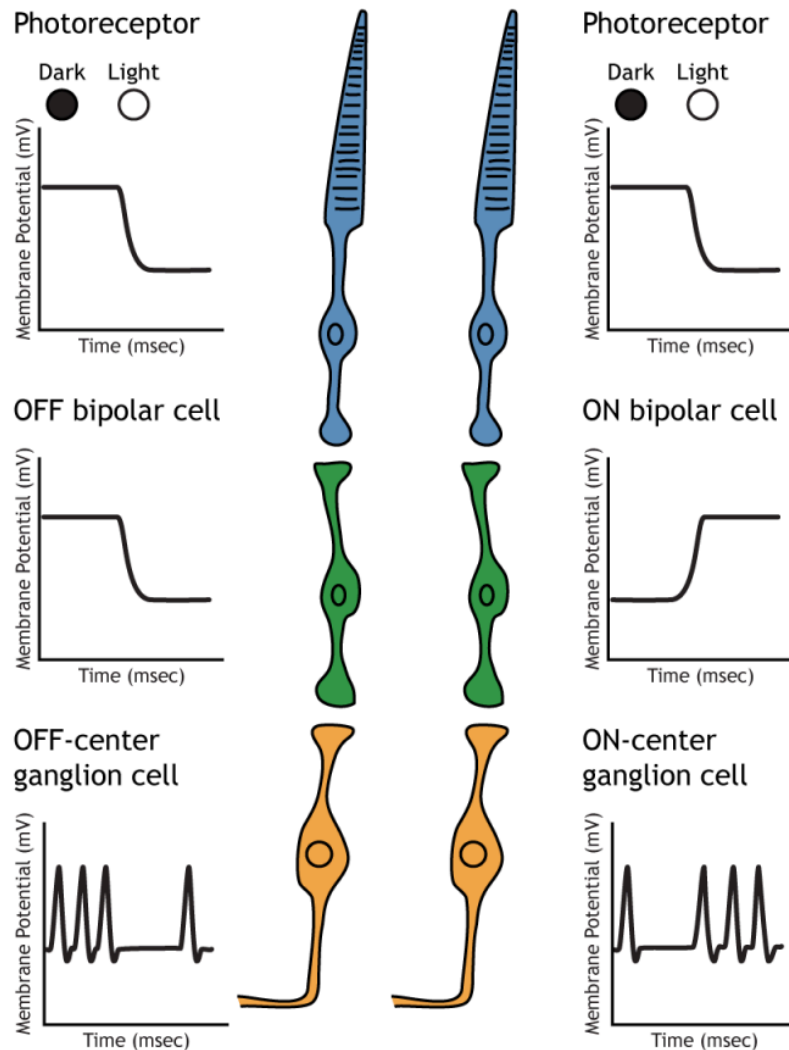 Photoreceptor
Dark Light
Membrane Potential (mV)
Time (msec)
OFF bipolar cell
Membrane Potential (mV)
Time (msec)
OFF-center
ganglion cell
Membrane Potential (mV)
Time (msec)
Photoreceptor
Dark Light
Membrane Potential (mV)
Time (msec)
ON bipolar cell
Membrane Potential (mV)
Time (msec)
ON-center
ganglion cell
Membrane Potential (mV)
Time (msec)